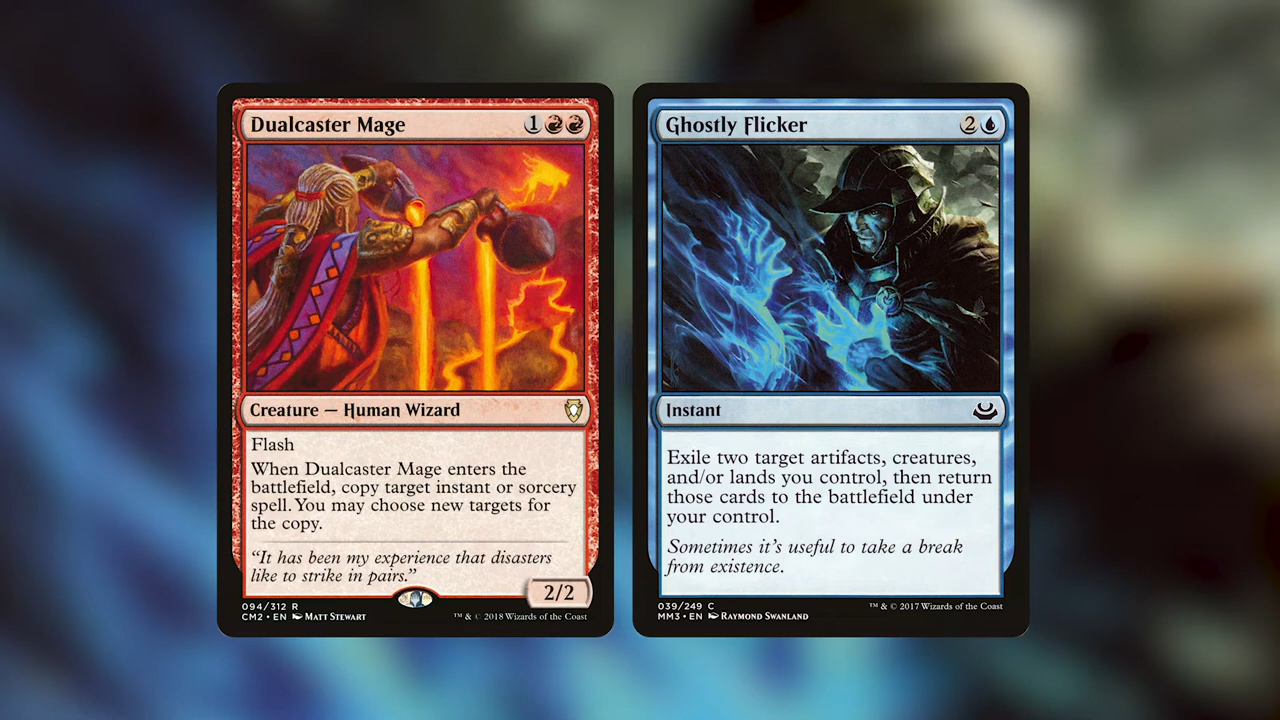 Dualcaster Mage 1
Creature — Human Wizard
Flash
When Dualcaster Mage enters the
battlefield, copy target instant or sorcery
spell. You may choose new targets for
the copy.
“It has been my experience that disasters
like to strike in pairs.”
2/2
094/312 R
CM2 • EN Matt Stewart
™ & © 2018 Wizards of the Coast
Ghostly Flicker 2
Instant
Exile two target artifacts, creatures,
and/or lands you control, then return
those cards to the battlefield under
your control.
Sometimes it’s useful to take a break
from existence.
039/249 C
MM3 • EN Raymond Swanland
™ & © 2017 Wizards of the Coast